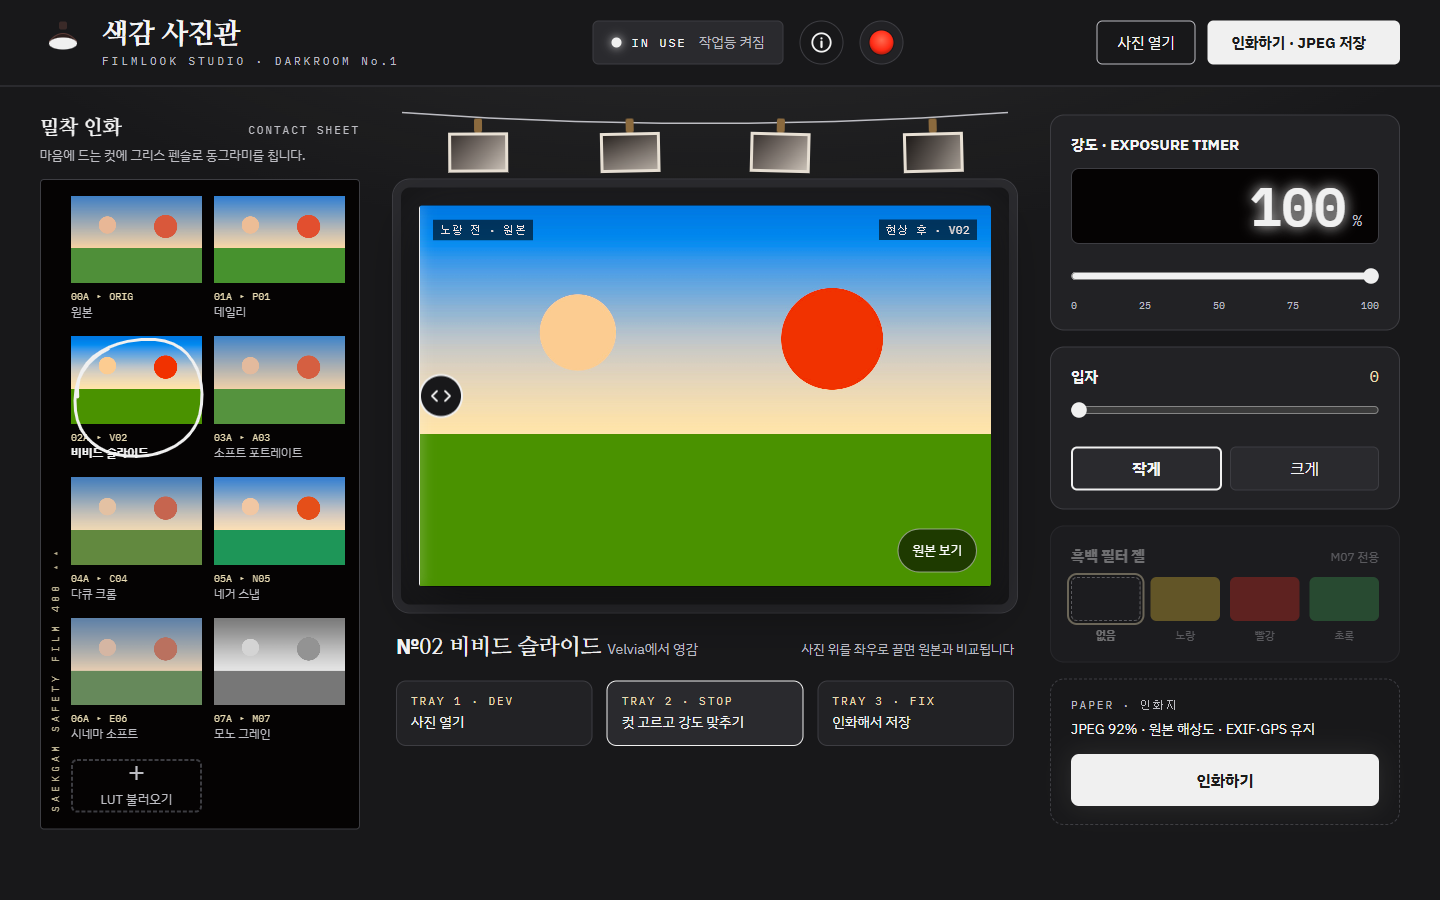 색감 사진관
FILMLOOK STUDIO · DARKROOM No.1
IN USE 작업등 켜짐
사진 열기
인화하기 · JPEG 저장
밀착 인화
CONTACT SHEET
마음에 드는 컷에 그리스 펜슬로 동그라미를 칩니다.
00A ▸ ORIG
원본
01A ▸ P01
데일리
02A ▸ V02
비비드 슬라이드
03A ▸ A03
소프트 포트레이트
04A ▸ C04
다큐 크롬
05A ▸ N05
네거 스냅
06A ▸ E06
시네마 소프트
07A ▸ M07
모노 그레인
SAEKGAM SAFETY FILM 400
+
LUT 불러오기
노광 전 · 원본
현상 후 · V02
원본 보기
№02 비비드 슬라이드 Velvia에서 영감
사진 위를 좌우로 끌면 원본과 비교됩니다
TRAY 1 · DEV
사진 열기
TRAY 2 · STOP
컷 고르고 강도 맞추기
TRAY 3 · FIX
인화해서 저장
강도 · EXPOSURE TIMER
100 %
0 25 50 75 100
입자 0
작게
크게
흑백 필터 젤
M07 전용
없음
노랑
빨강
초록
PAPER · 인화지
JPEG 92% · 원본 해상도 · EXIF·GPS 유지
인화하기